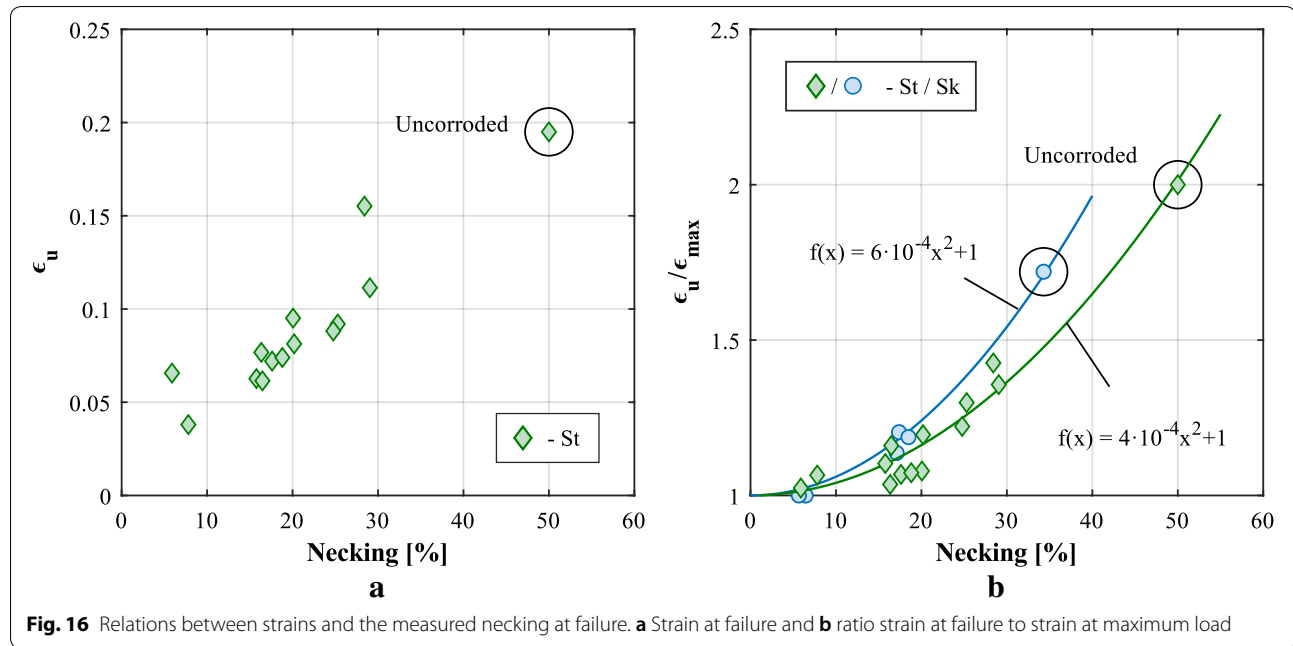 0.25
0.2
0.15
0.1
0.05
0
0 10 20 30 40 50 60
ϵu
Necking [%]
Uncorroded
- St
a
2.5
2
1.5
1
0 10 20 30 40 50 60
ϵu/ϵmax
Necking [%]
/ - St / Sk
Uncorroded
f(x) = 6·10⁻⁴x²+1
f(x) = 4·10⁻⁴x²+1
b
Fig. 16 Relations between strains and the measured necking at failure. a Strain at failure and b ratio strain at failure to strain at maximum load